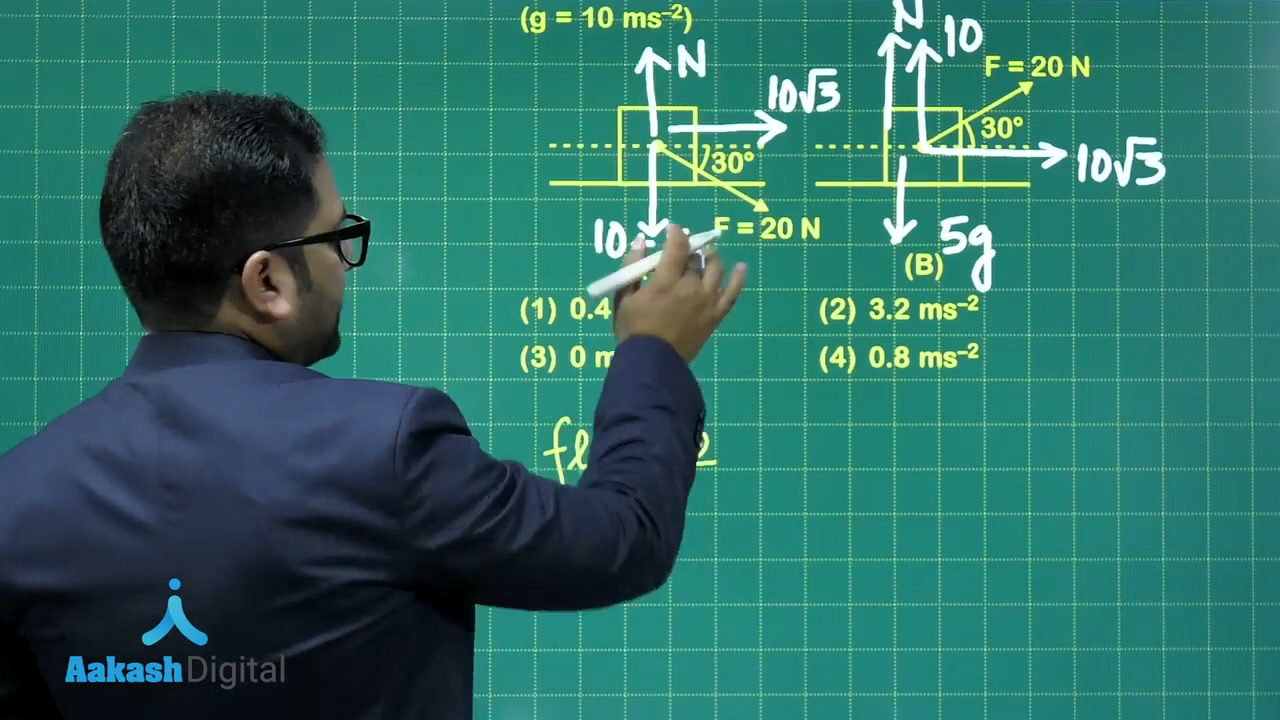 (g = 10 ms⁻²)
N
10√3
30°
F = 20 N
10
N
10
F = 20 N
30°
10√3
5g
(B)
(1) 0.4
(2) 3.2 ms⁻²
(3) 0 m
(4) 0.8 ms⁻²
Aakash Digital